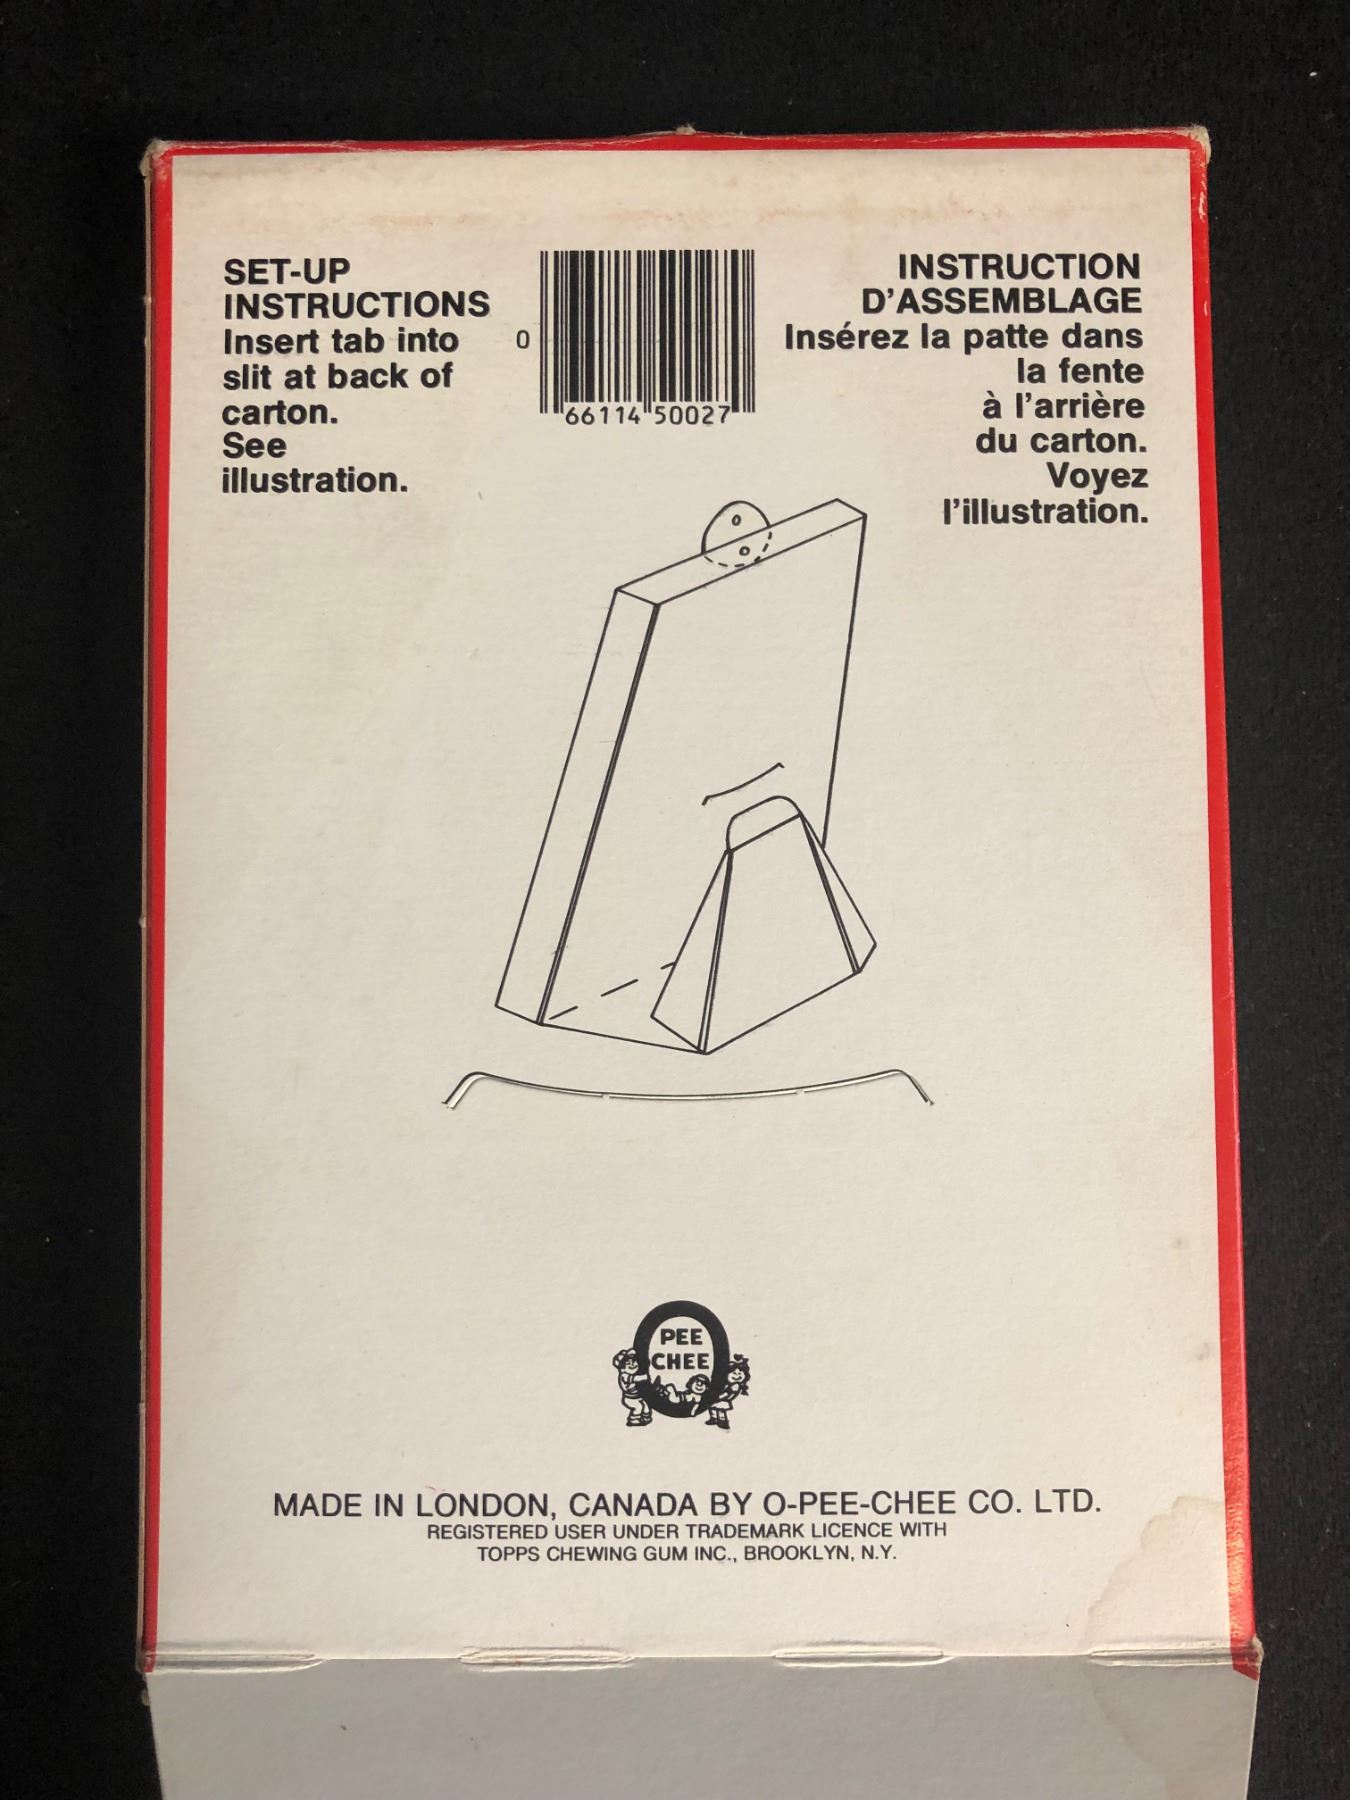 SET-UP
INSTRUCTIONS
Insert tab into
slit at back of
carton.
See
illustration.
0
66114 50027
INSTRUCTION
D'ASSEMBLAGE
Insérez la patte dans
la fente
à l'arrière
du carton.
Voyez
l'illustration.
O
PEE
CHEE
MADE IN LONDON, CANADA BY O-PEE-CHEE CO. LTD.
REGISTERED USER UNDER TRADEMARK LICENCE WITH
TOPPS CHEWING GUM INC., BROOKLYN, N.Y.